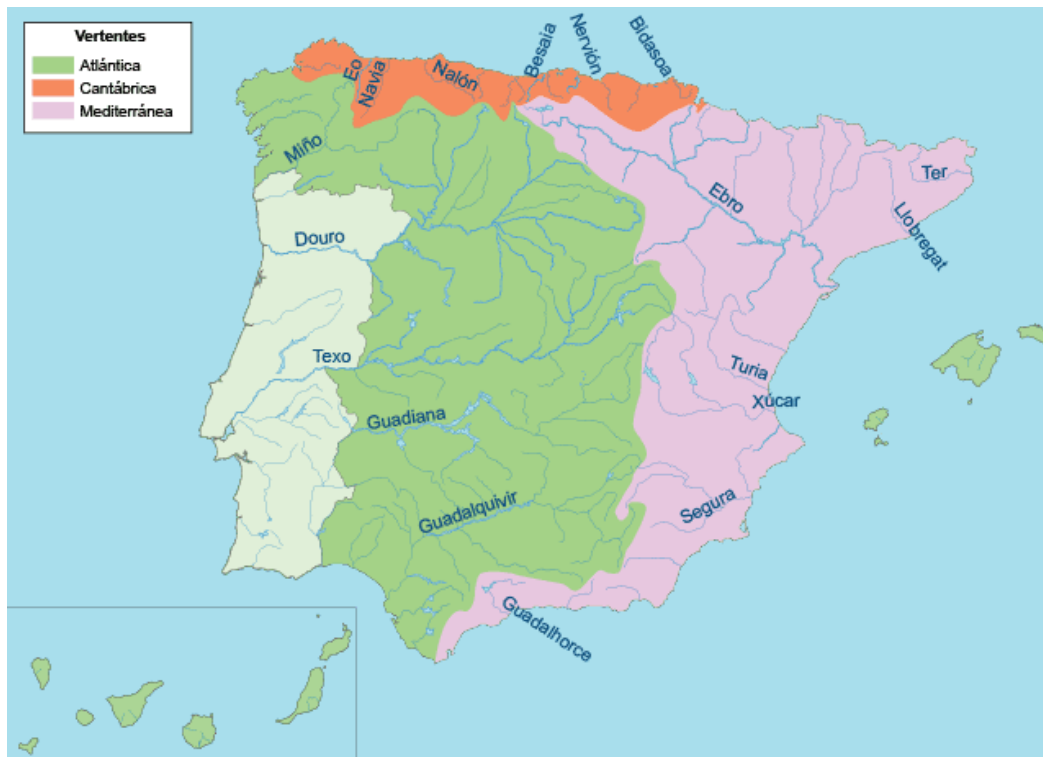 Vertentes
Atlántica
Cantábrica
Mediterránea
Eo
Navia
Nalón
Besaia
Nervión
Bidasoa
Miño
Ter
Ebro
Llobregat
Douro
Texo
Turia
Xúcar
Guadiana
Guadalquivir
Segura
Guadalhorce